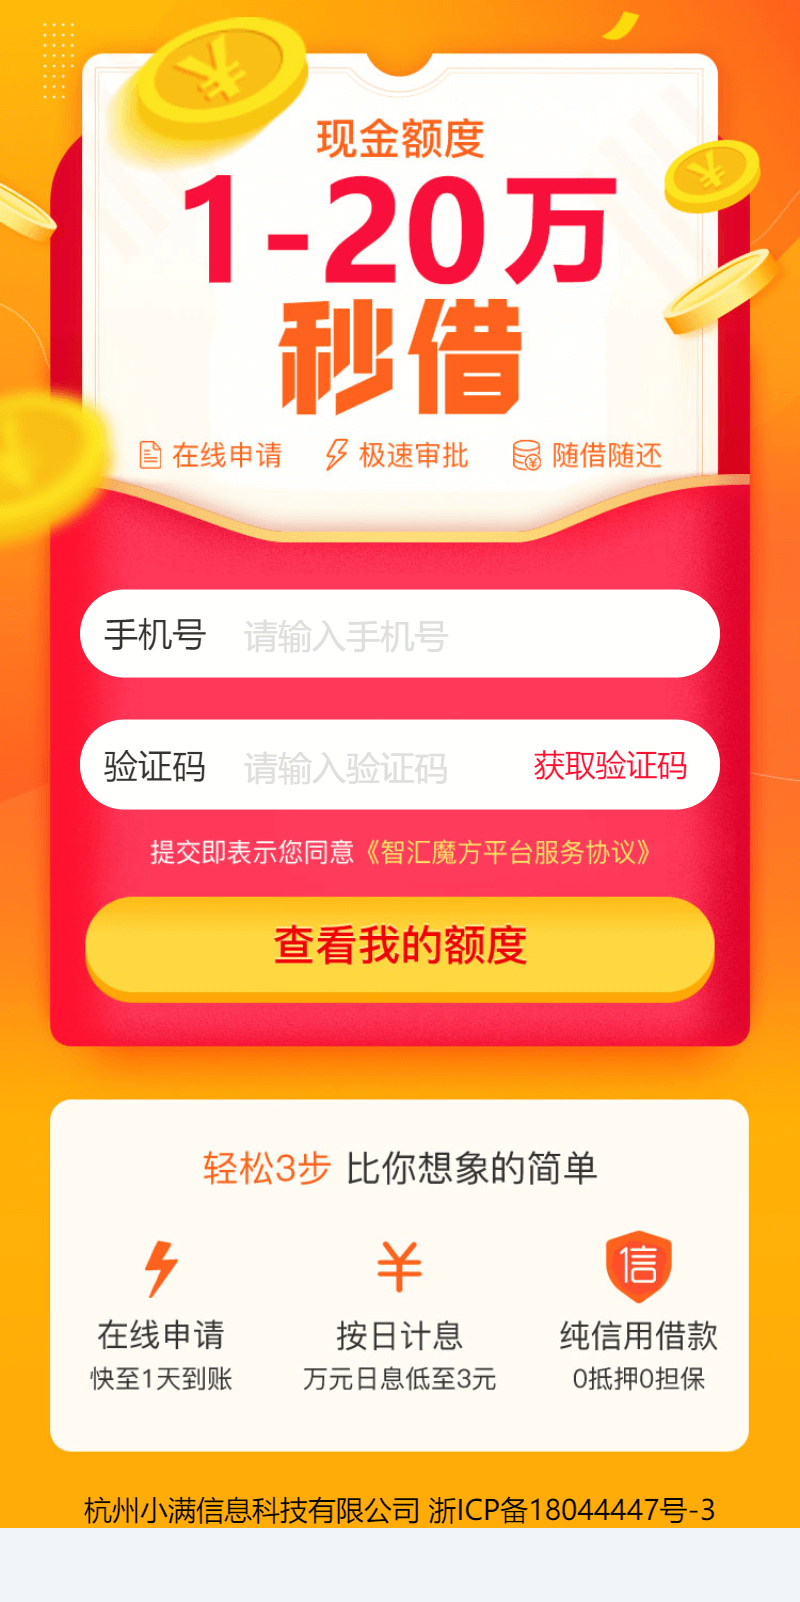 现金额度
1-20万
秒借
在线申请 极速审批 随借随还
手机号 请输入手机号
验证码 请输入验证码 获取验证码
提交即表示您同意《智汇魔方平台服务协议》
查看我的额度
轻松3步 比你想象的简单
信
在线申请 按日计息 纯信用借款
快至1天到账 万元日息低至3元 0抵押0担保
杭州小满信息科技有限公司 浙ICP备18044447号-3